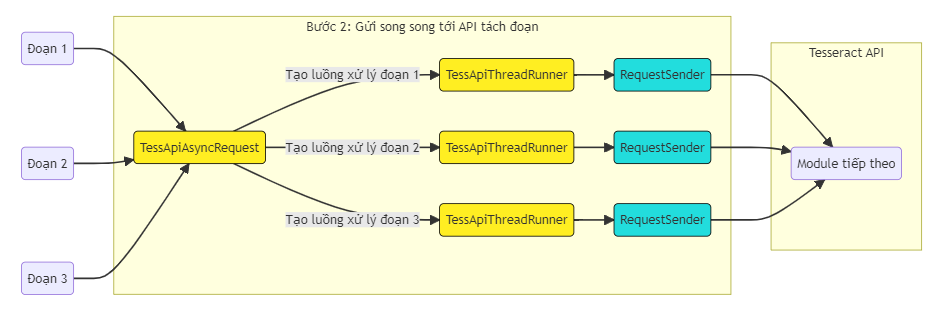 Bước 2: Gửi song song tới API tách đoạn
Đoạn 1
Đoạn 2
Đoạn 3
TessApiAsyncRequest
Tạo luồng xử lý đoạn 1
TessApiThreadRunner
RequestSender
Tạo luồng xử lý đoạn 2
TessApiThreadRunner
RequestSender
Tạo luồng xử lý đoạn 3
TessApiThreadRunner
RequestSender
Tesseract API
Module tiếp theo